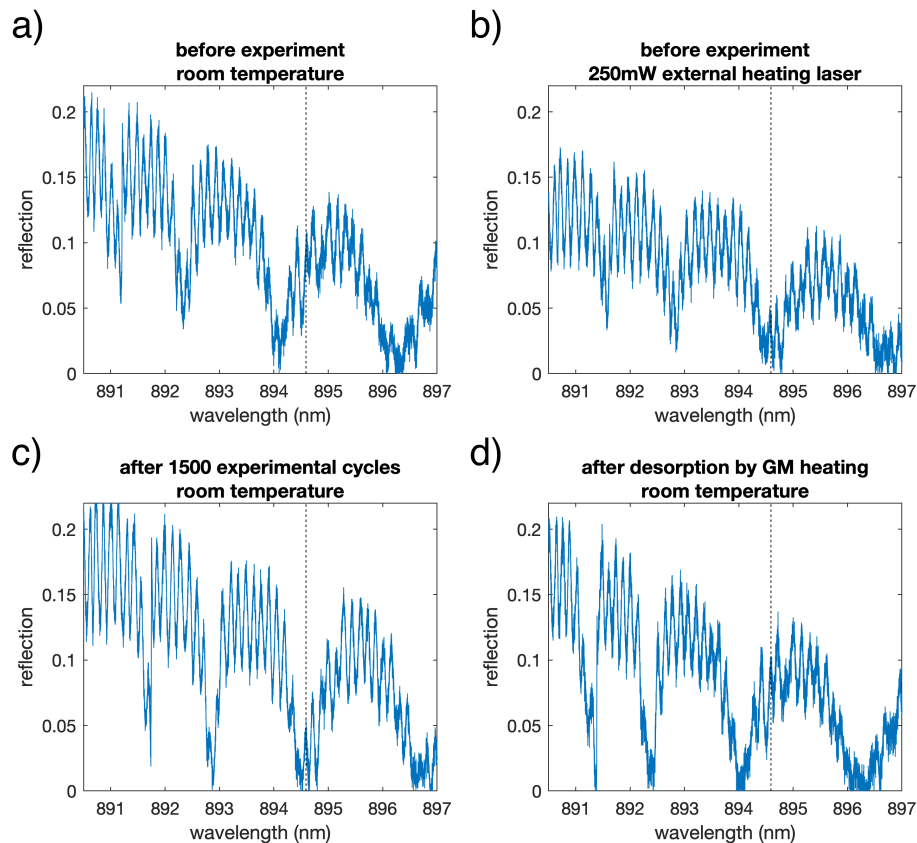 a)
before experiment
room temperature
0.2
0.15
0.1
0.05
0
reflection
891 892 893 894 895 896 897
wavelength (nm)
b)
before experiment
250mW external heating laser
0.2
0.15
0.1
0.05
0
reflection
891 892 893 894 895 896 897
wavelength (nm)
c)
after 1500 experimental cycles
room temperature
0.2
0.15
0.1
0.05
0
reflection
891 892 893 894 895 896 897
wavelength (nm)
d)
after desorption by GM heating
room temperature
0.2
0.15
0.1
0.05
0
reflection
891 892 893 894 895 896 897
wavelength (nm)